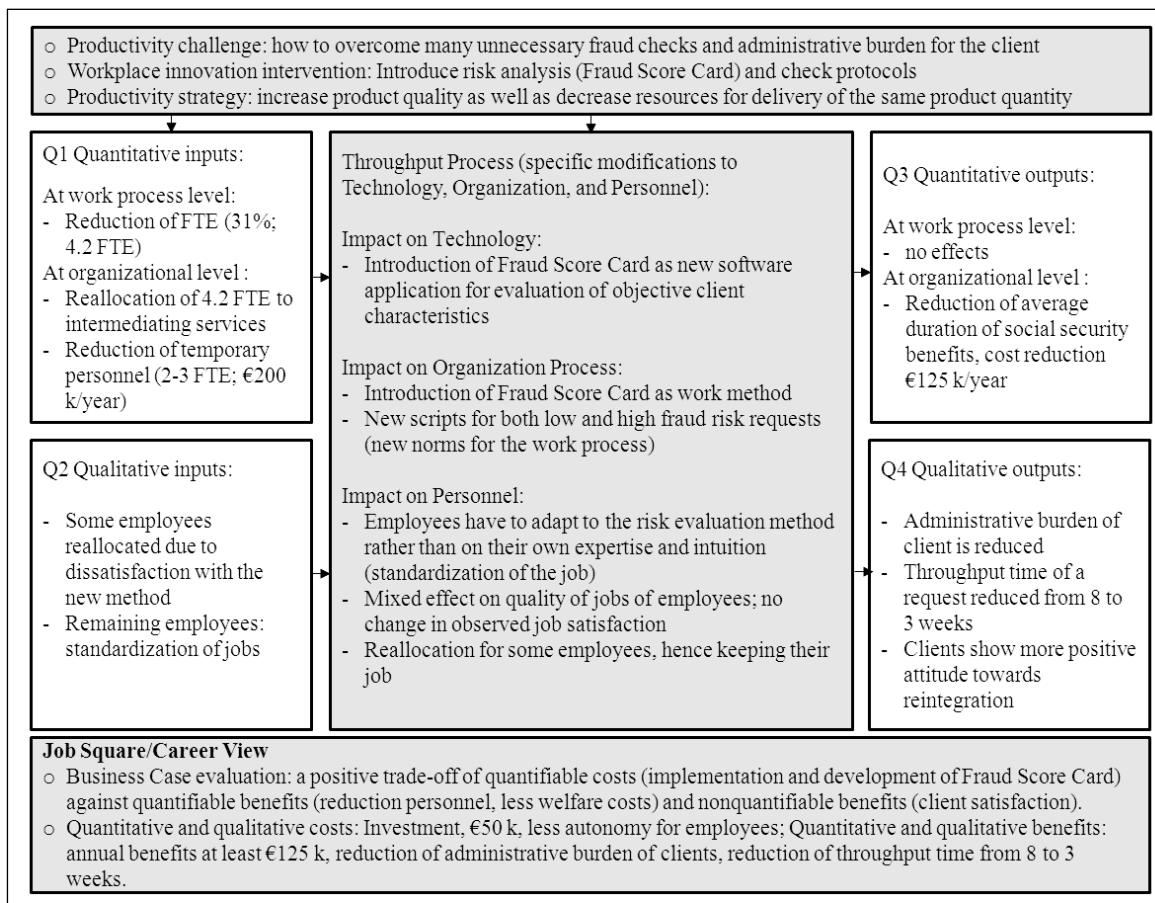 o Productivity challenge: how to overcome many unnecessary fraud checks and administrative burden for the client
o Workplace innovation intervention: Introduce risk analysis (Fraud Score Card) and check protocols
o Productivity strategy: increase product quality as well as decrease resources for delivery of the same product quantity
Q1 Quantitative inputs:
At work process level:
- Reduction of FTE (31%;
4.2 FTE)
At organizational level :
- Reallocation of 4.2 FTE to
intermediating services
- Reduction of temporary
personnel (2-3 FTE; €200
k/year)
Q2 Qualitative inputs:
- Some employees
reallocated due to
dissatisfaction with the
new method
- Remaining employees:
standardization of jobs
Throughput Process (specific modifications to
Technology, Organization, and Personnel):
Impact on Technology:
- Introduction of Fraud Score Card as new software
application for evaluation of objective client
characteristics
Impact on Organization Process:
- Introduction of Fraud Score Card as work method
- New scripts for both low and high fraud risk requests
(new norms for the work process)
Impact on Personnel:
- Employees have to adapt to the risk evaluation method
rather than on their own expertise and intuition
(standardization of the job)
- Mixed effect on quality of jobs of employees; no
change in observed job satisfaction
- Reallocation for some employees, hence keeping their
job
Q3 Quantitative outputs:
At work process level:
- no effects
At organizational level :
- Reduction of average
duration of social security
benefits, cost reduction
€125 k/year
Q4 Qualitative outputs:
- Administrative burden of
client is reduced
- Throughput time of a
request reduced from 8 to
3 weeks
- Clients show more positive
attitude towards
reintegration
Job Square/Career View
o Business Case evaluation: a positive trade-off of quantifiable costs (implementation and development of Fraud Score Card)
against quantifiable benefits (reduction personnel, less welfare costs) and nonquantifiable benefits (client satisfaction).
o Quantitative and qualitative costs: Investment, €50 k, less autonomy for employees; Quantitative and qualitative benefits:
annual benefits at least €125 k, reduction of administrative burden of clients, reduction of throughput time from 8 to 3
weeks.